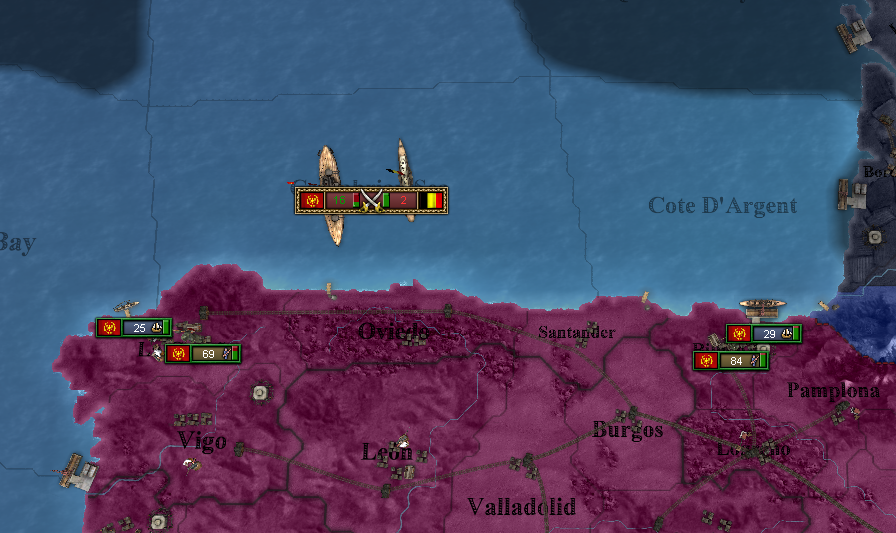 16 2
Cote D'Argent
Bay
25
29
Oviedo
Santander
69
84
Pamplona
Vigo
León
Burgos
Valladolid